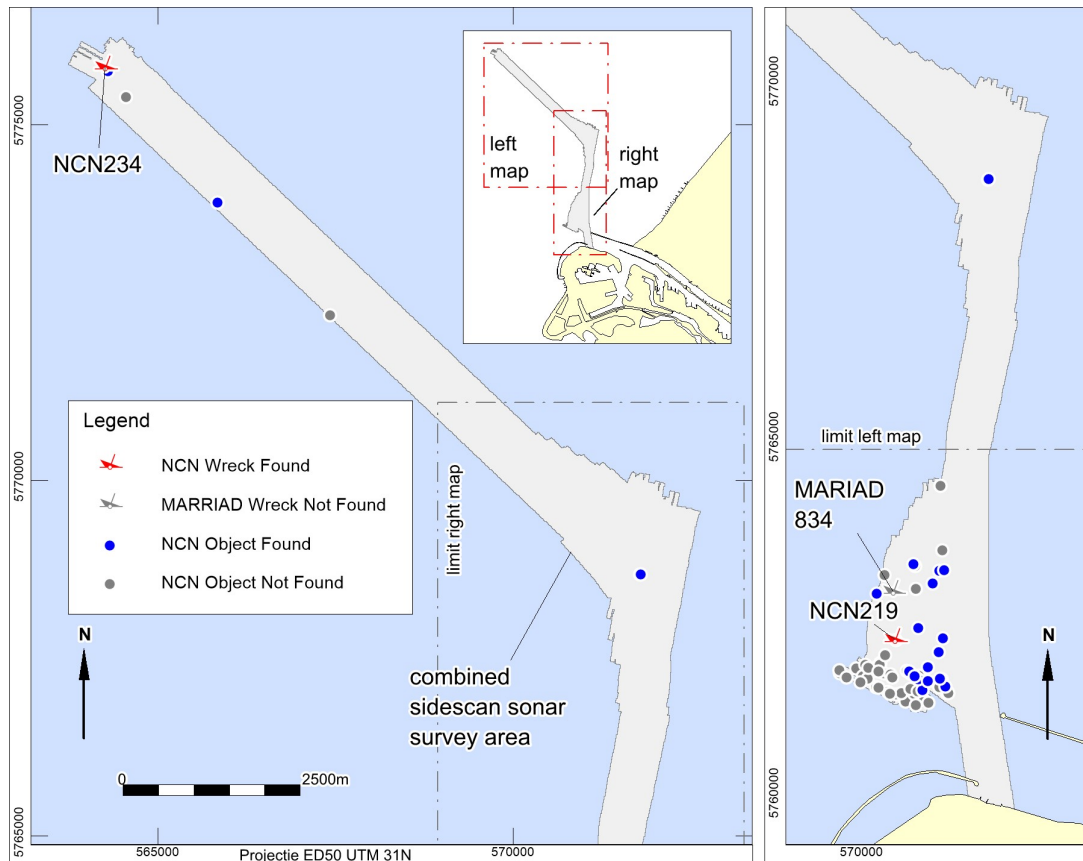 5775000
NCN234
left
map
right
map
Legend
NCN Wreck Found
MARRIAD Wreck Not Found
NCN Object Found
NCN Object Not Found
N
5770000
limit right map
combined
sidescan sonar
survey area
0
2500m
5765000
565000
570000
Projectie ED50 UTM 31N
5770000
5765000
limit left map
MARIAD
834
NCN219
N
5760000
570000